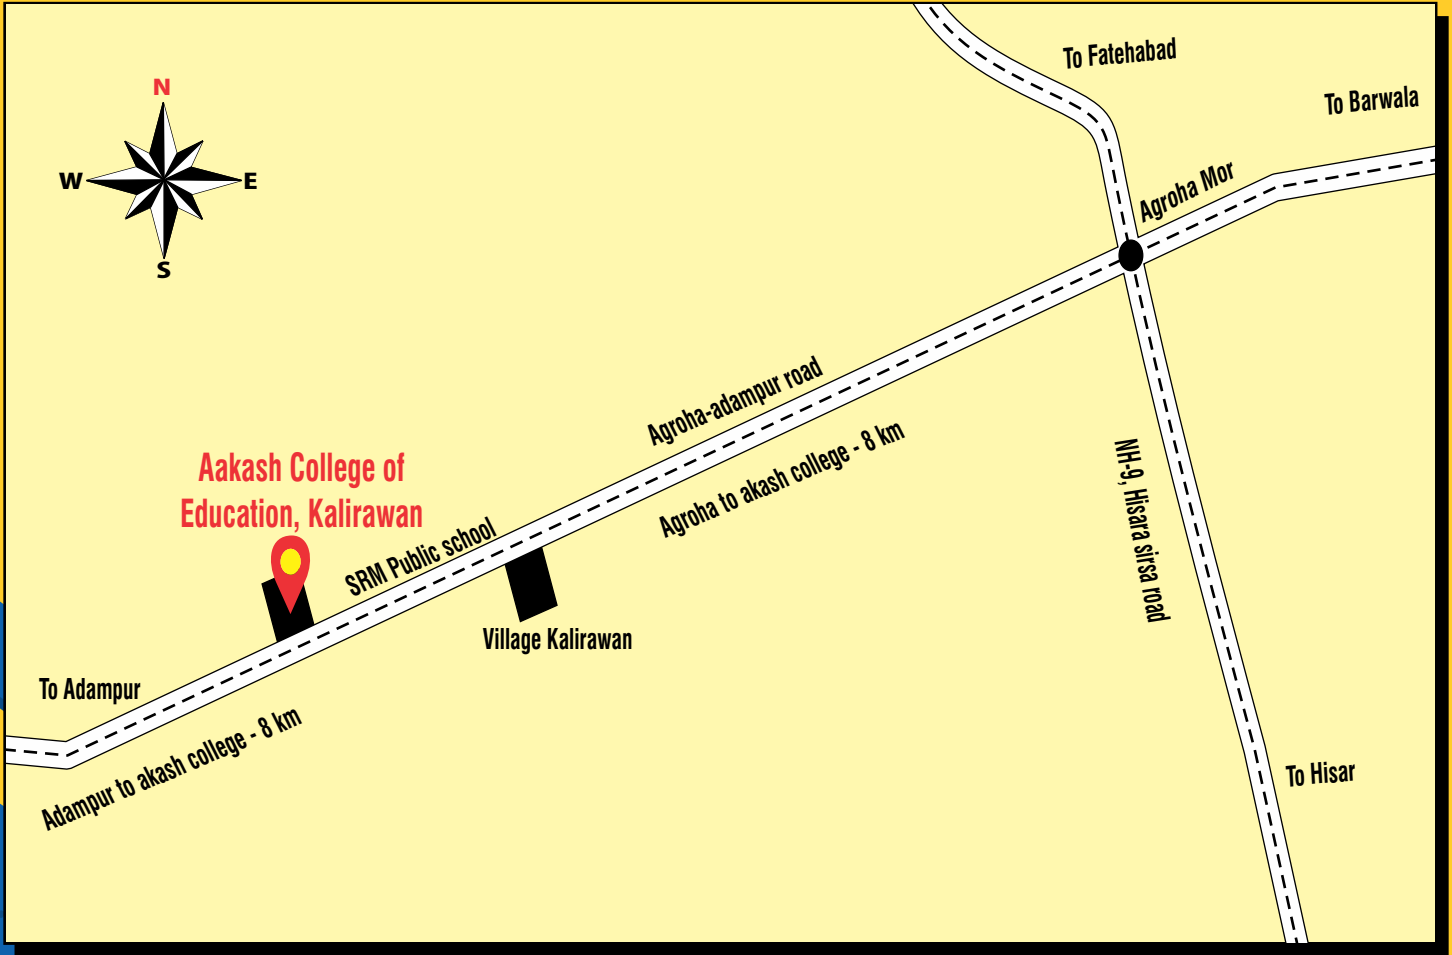 To Fatehabad
To Barwala
N
W
E
S
Agroha Mor
Agroha-adampur road
Agroha to akash college - 8 km
NH-9, Hisara sirsa road
Aakash College of
Education, Kalirawan
SRM Public school
Village Kalirawan
To Adampur
Adampur to akash college - 8 km
To Hisar